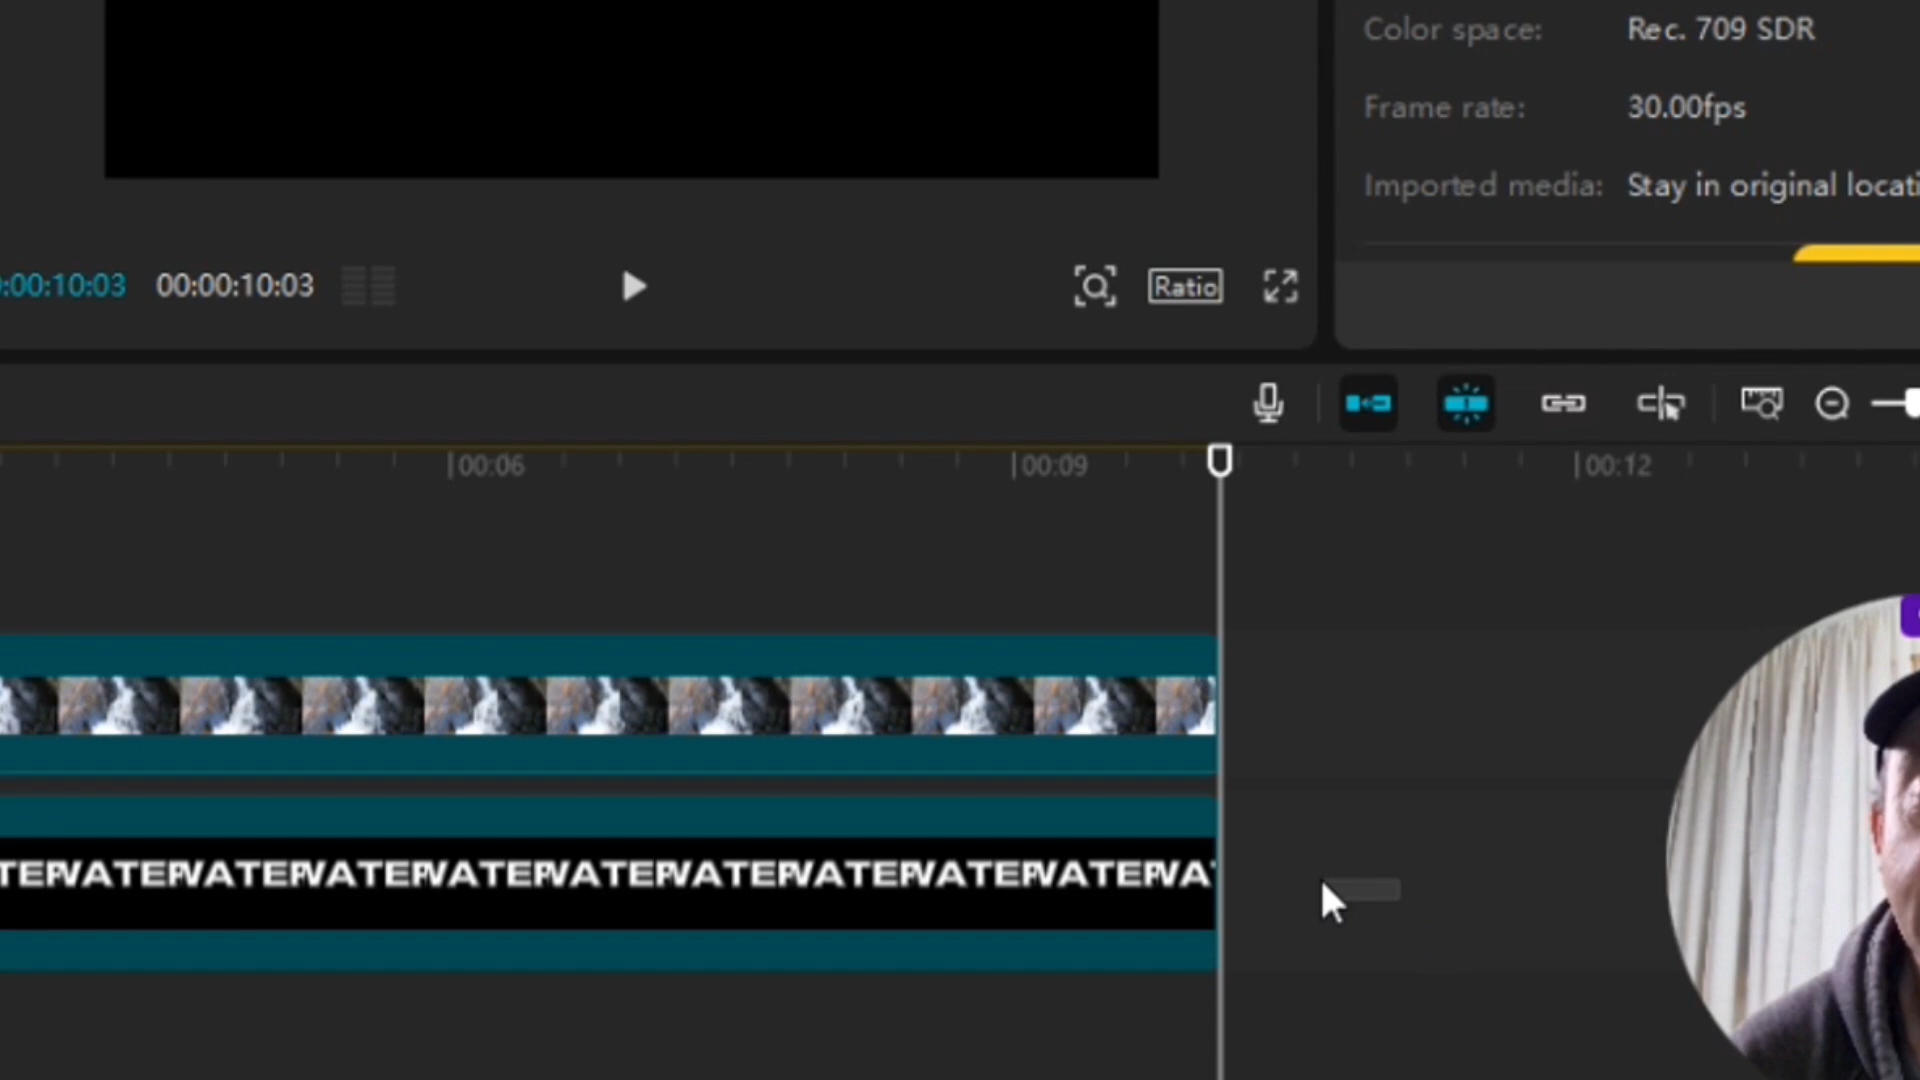 Color space: Rec. 709 SDR
Frame rate: 30.00fps
Imported media: Stay in original locati
:00:10:03 00:00:10:03
Ratio
00:06 00:09 00:12
TERWATERWATERWATERWATERWATERWATERWATERWATERWATERWAT